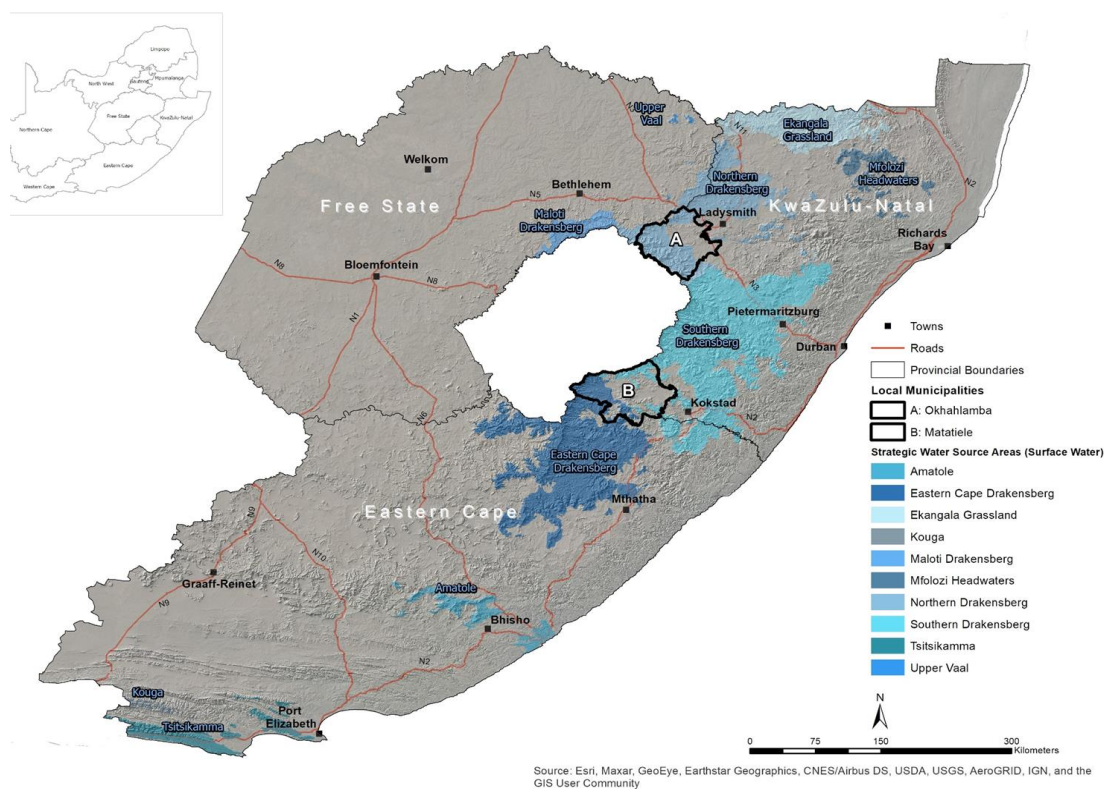 Limpopo
North West
Gauteng
Mpumalanga
Northern Cape
Free State
KwaZulu-Natal
Eastern Cape
Western Cape
Upper
Vaal
Ekangala
Grassland
N11
Welkom
Mfolozi
Headwaters
Bethlehem
Northern
Drakensberg
N2
N5
Free State
Maloti
Drakensberg
Ladysmith
KwaZulu-Natal
A
Richards
Bay
N8
Bloemfontein
N8
N3
N1
Pietermaritzburg
Southern
Drakensberg
Durban
B
Kokstad
N2
N6
Eastern Cape
Drakensberg
Mthatha
Eastern Cape
N9
N10
Graaff-Reinet
Amatole
N9
Bhisho
N2
Kouga
Port
Elizabeth
Tsitsikamma
Towns
Roads
Provincial Boundaries
Local Municipalities
A: Okhahlamba
B: Matatiele
Strategic Water Source Areas (Surface Water)
Amatole
Eastern Cape Drakensberg
Ekangala Grassland
Kouga
Maloti Drakensberg
Mfolozi Headwaters
Northern Drakensberg
Southern Drakensberg
Tsitsikamma
Upper Vaal
N
0 75 150 300
Kilometers
Source: Esri, Maxar, GeoEye, Earthstar Geographics, CNES/Airbus DS, USDA, USGS, AeroGRID, IGN, and the
GIS User Community